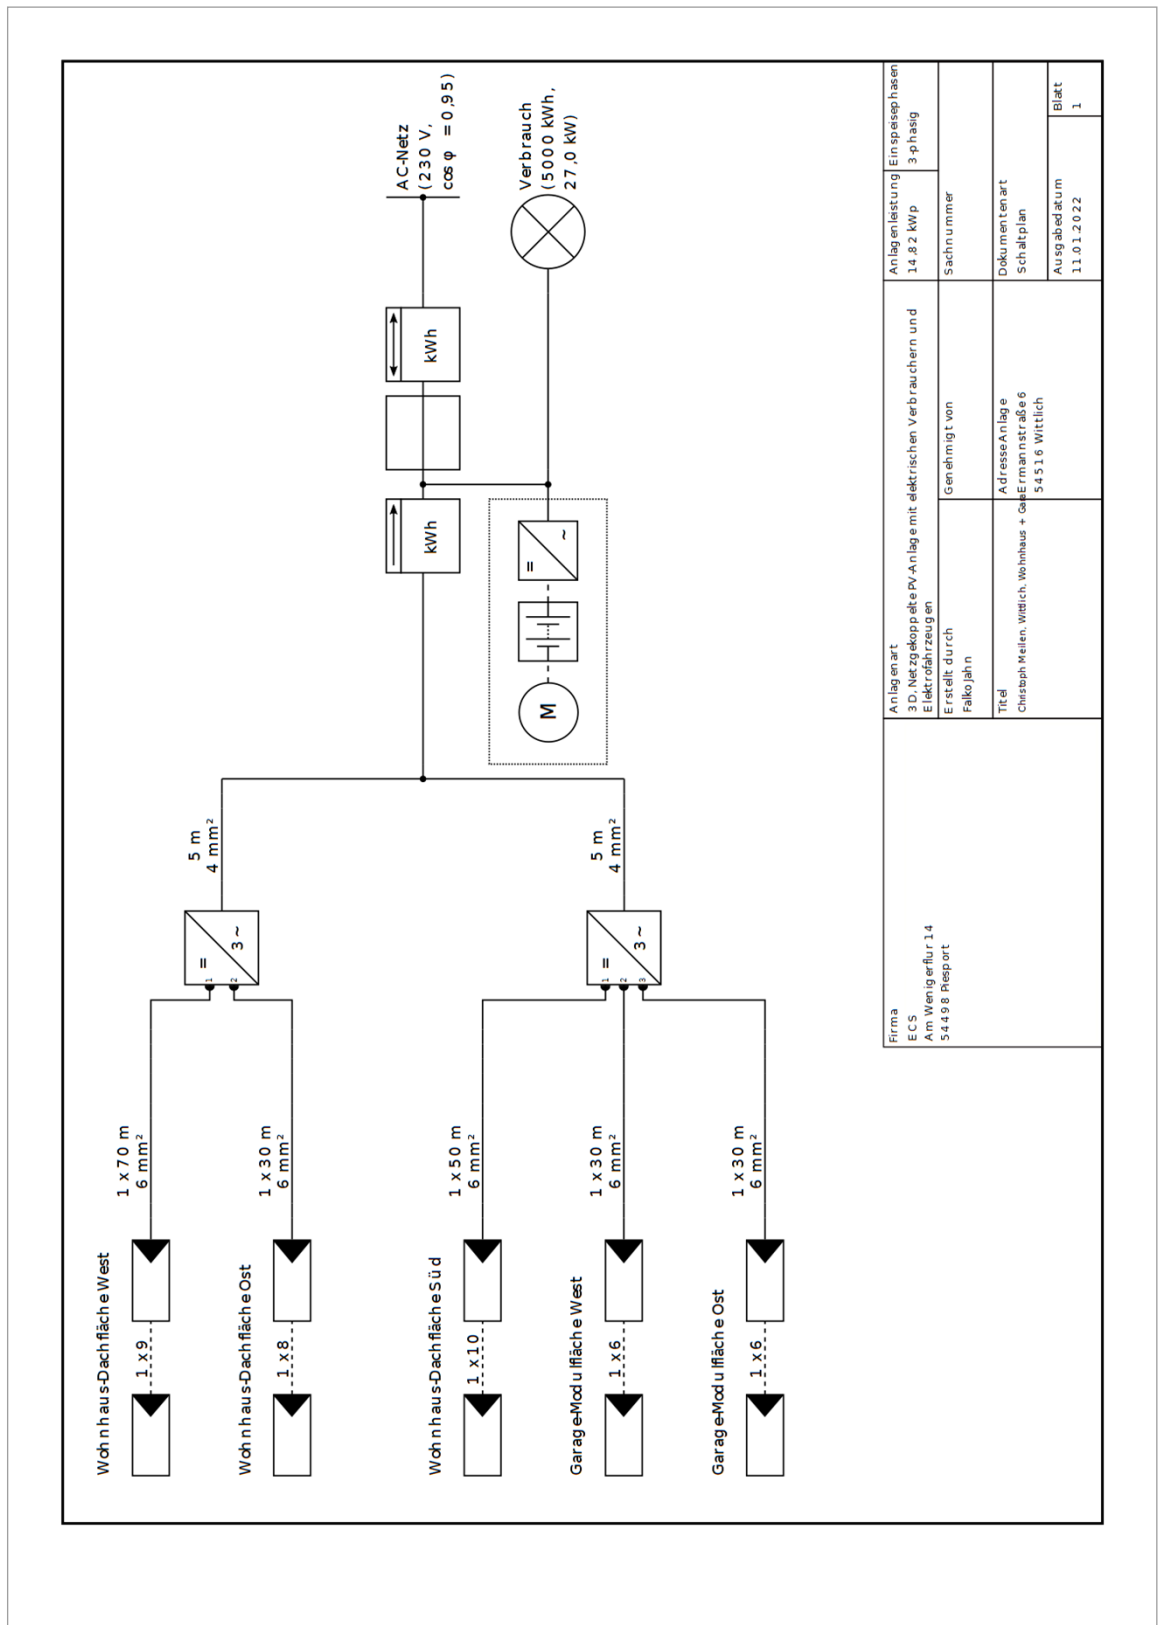 Wohnhaus-Dachfläche West
1 x 9
1 x 70 m
6 mm²
Wohnhaus-Dachfläche Ost
1 x 8
1 x 30 m
6 mm²
=
3 ~
1
2
5 m
4 mm²
Wohnhaus-Dachfläche Süd
1 x 10
1 x 50 m
6 mm²
Garage-Modulfläche West
1 x 6
1 x 30 m
6 mm²
Garage-Modulfläche Ost
1 x 6
1 x 30 m
6 mm²
=
3 ~
1
2
3
5 m
4 mm²
kWh
kWh
AC-Netz
(230 V,
cos φ = 0,95)
M
=
~
Verbrauch
(5000 kWh,
27,0 kW)
Firma
ECS
Am Wenigerflur 14
54498 Piesport
Anlagenart
3D, Netzgekoppelte PV-Anlage mit elektrischen Verbrauchern und
Elektrofahrzeugen
Anlagenleistung
14,82 kWp
Einspeisephasen
3-phasig
Erstellt durch
Falko Jahn
Genehmigt von
Sachnummer
Titel
Christoph Meilen, Wittlich, Wohnhaus + Gara
Adresse Anlage
Ermannstraße 6
54516 Wittlich
Dokumentenart
Schaltplan
Ausgabedatum
11.01.2022
Blatt
1